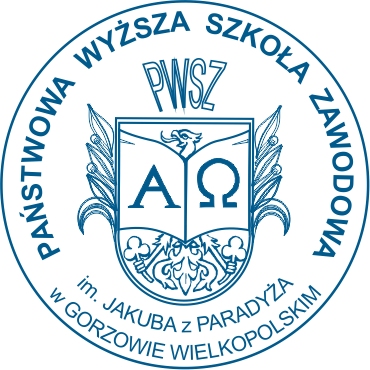 PAŃSTWOWA WYŻSZA SZKOŁA ZAWODOWA
PWSZ
Α Ω
im. JAKUBA z PARADYŻA
w GORZOWIE WIELKOPOLSKIM